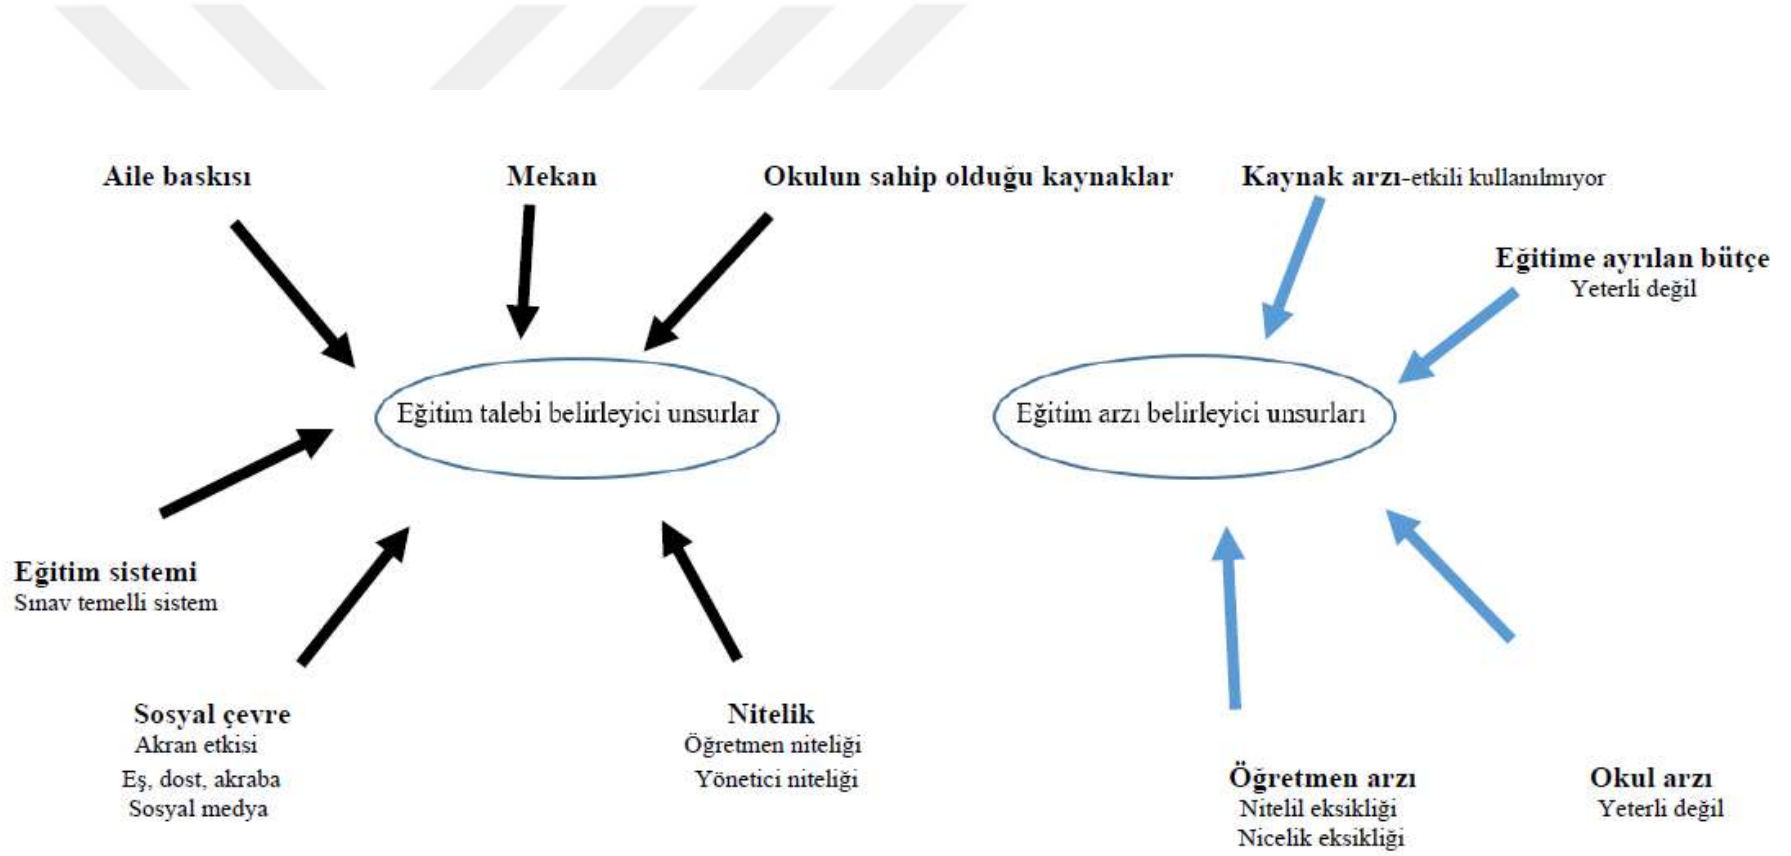 Aile baskısı
Mekan
Okulun sahip olduğu kaynaklar
Kaynak arzı-etkili kullanılmıyor
Eğitime ayrılan bütçe
Yeterli değil
Eğitim talebi belirleyici unsurlar
Eğitim arzı belirleyici unsurları
Eğitim sistemi
Sınav temelli sistem
Sosyal çevre
Akran etkisi
Eş, dost, akraba
Sosyal medya
Nitelik
Öğretmen niteliği
Yönetici niteliği
Öğretmen arzı
Nitelil eksikliği
Nicelik eksikliği
Okul arzı
Yeterli değil